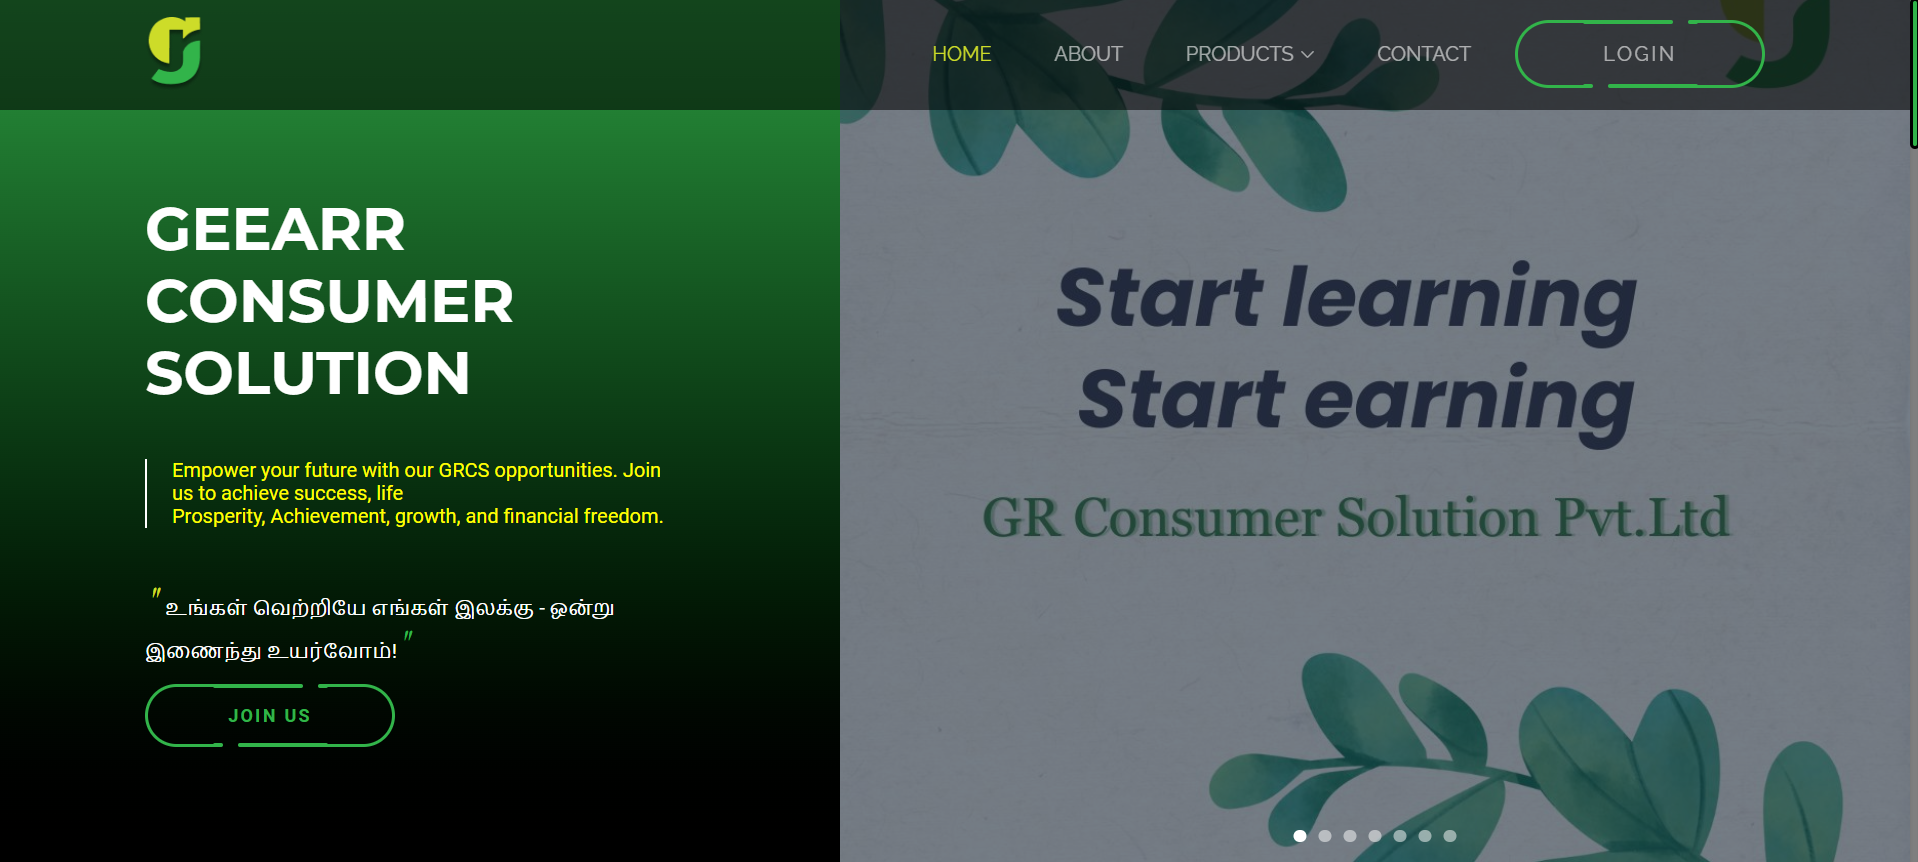 HOME
ABOUT
PRODUCTS
CONTACT
LOGIN
GEEARR
CONSUMER
SOLUTION
Empower your future with our GRCS opportunities. Join
us to achieve success, life
Prosperity, Achievement, growth, and financial freedom.
" உங்கள் வெற்றியே எங்கள் இலக்கு - ஒன்று
இணைந்து உயர்வோம்! "
JOIN US
Start learning
Start earning
GR Consumer Solution Pvt.Ltd